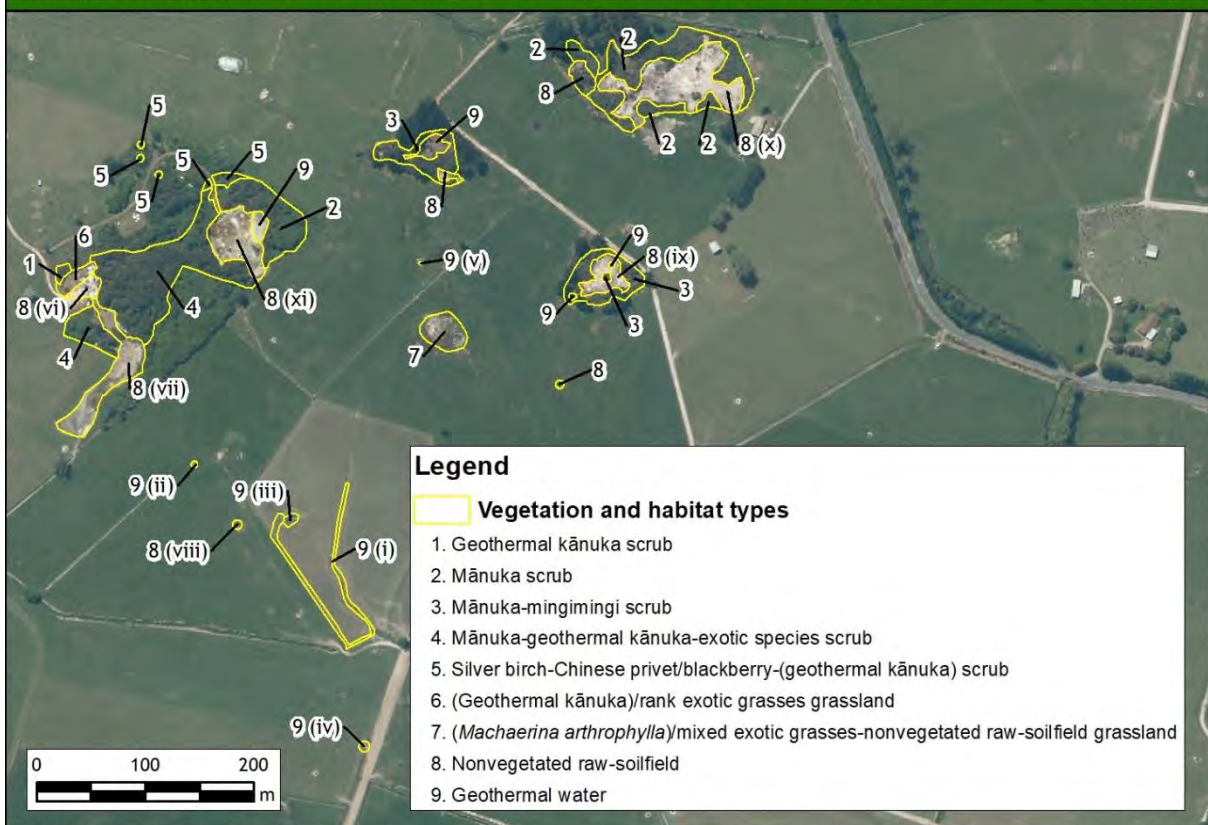 2
2
8
2
2
8 (x)
5
5
5
5
5
9
2
3
9
8
6
1
8 (vi)
4
8 (xi)
4
8 (vii)
9 (v)
7
9
8 (ix)
3
9
3
8
9 (ii)
8 (viii)
9 (iii)
9 (i)
9 (iv)
Legend
Vegetation and habitat types
1. Geothermal kānuka scrub
2. Mānuka scrub
3. Mānuka-mingimingi scrub
4. Mānuka-geothermal kānuka-exotic species scrub
5. Silver birch-Chinese privet/blackberry-(geothermal kānuka) scrub
6. (Geothermal kānuka)/rank exotic grasses grassland
7. (Machaerina arthrophylla)/mixed exotic grasses-nonvegetated raw-soilfield grassland
8. Nonvegetated raw-soilfield
9. Geothermal water
0 100 200
m